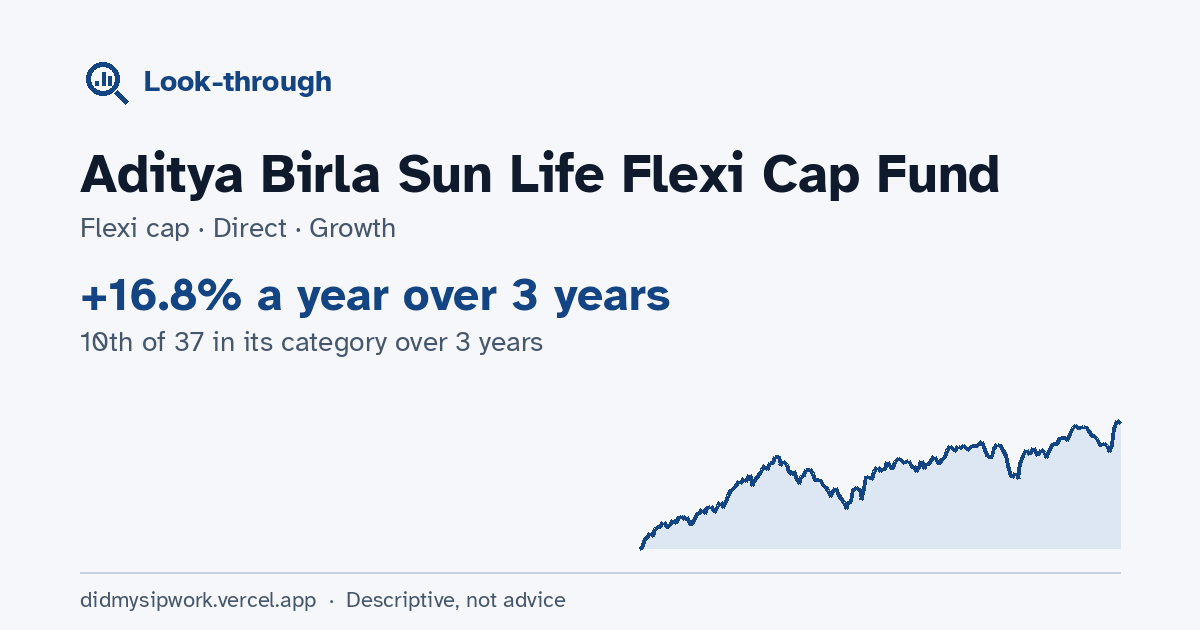 Look-through
Aditya Birla Sun Life Flexi Cap Fund
Flexi cap · Direct · Growth
+16.8% a year over 3 years
10th of 37 in its category over 3 years
didmysipwork.vercel.app · Descriptive, not advice